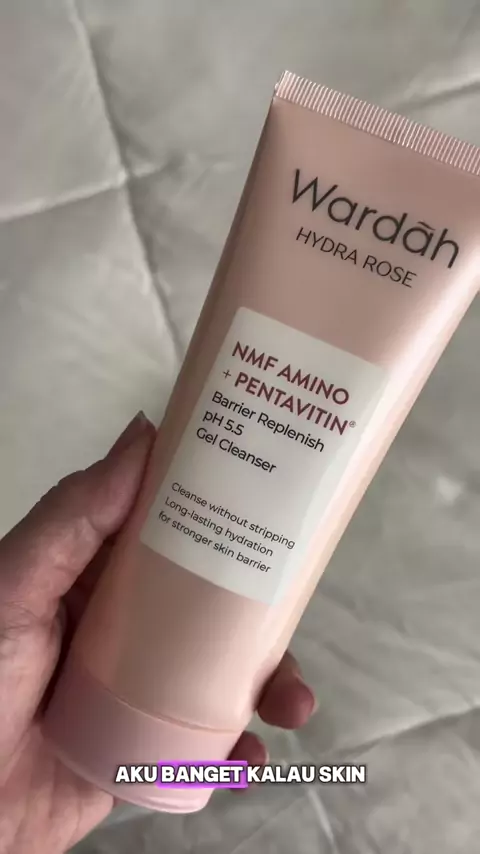 Wardah
HYDRA ROSE
NMF AMINO
+ PENTAVITIN®
Barrier Replenish
pH 5.5
Gel Cleanser
Cleanse without stripping
Long-lasting hydration
for stronger skin barrier
AKU BANGET KALAU SKIN